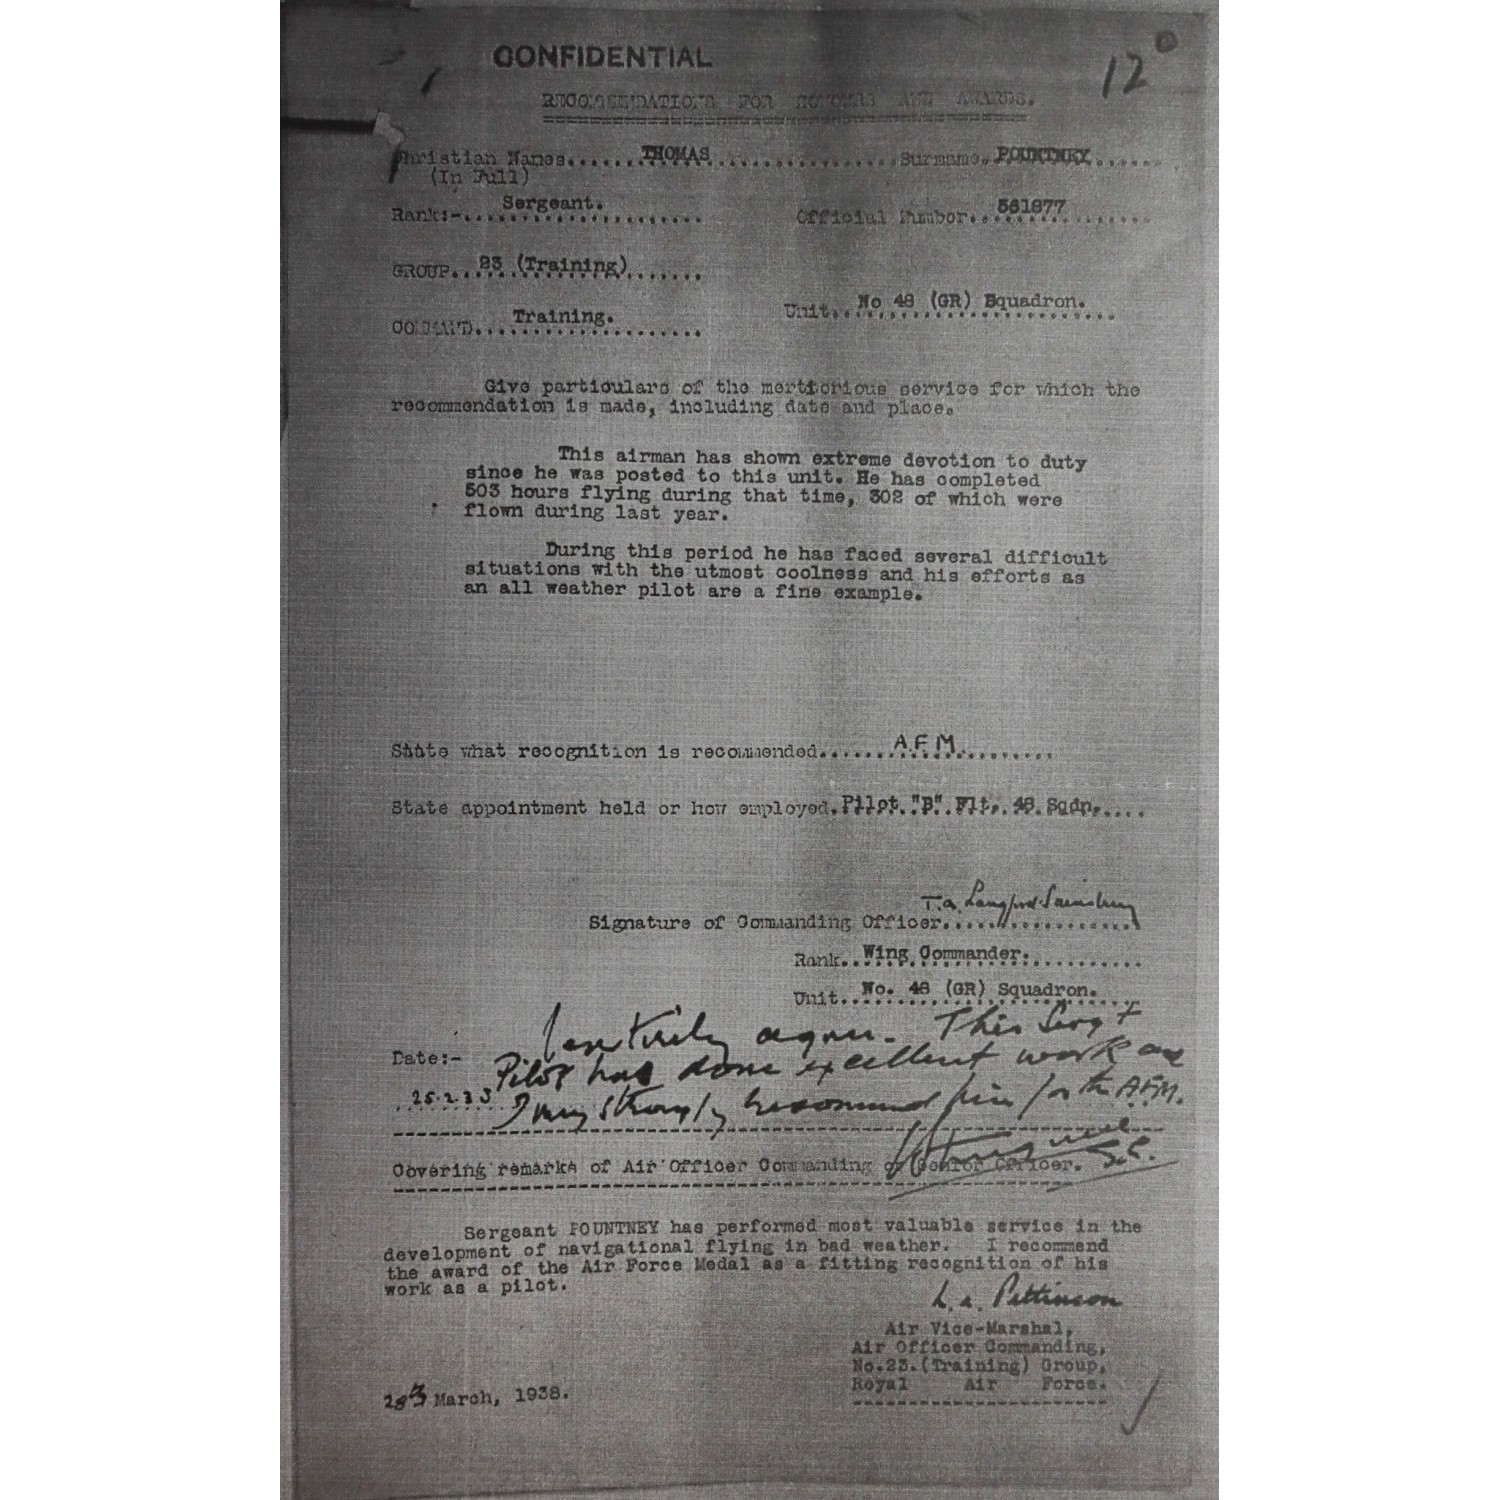 CONFIDENTIAL
12
RECOMMENDATIONS FOR HONOURS AND AWARDS.
Christian Names......THOMAS................Surname.POUNTNEY......
(In Full)
Rank:-...Sergeant.......... Official Number..561877........
GROUP...23 (Training)....... Unit...No 48 (GR) Squadron...
COMMAND....Training........
Give particulars of the meritorious service for which the
recommendation is made, including date and place.
This airman has shown extreme devotion to duty
since he was posted to this unit. He has completed
503 hours flying during that time, 302 of which were
flown during last year.
During this period he has faced several difficult
situations with the utmost coolness and his efforts as
an all weather pilot are a fine example.
State what recognition is recommended.......A.F.M.........
State appointment held or how employed.Pilot."B".Flt. 48.Sqdn.....
Signature of Commanding Officer...T.A. Langford-Sainsbury
Rank..Wing Commander...........
Unit..No. 48 (GR) Squadron.
I entirely agree. This Sergt
Date:- Pilot has done excellent work and
25.2.38 I very strongly recommend him for the A.F.M.
G.C.
Covering remarks of Air Officer Commanding or Senior Officer.
Sergeant POUNTNEY has performed most valuable service in the
development of navigational flying in bad weather. I recommend
the award of the Air Force Medal as a fitting recognition of his
work as a pilot.
L.A. Pattinson
Air Vice-Marshal,
Air Officer Commanding,
No.23.(Training) Group,
Royal Air Force.
March, 1938.